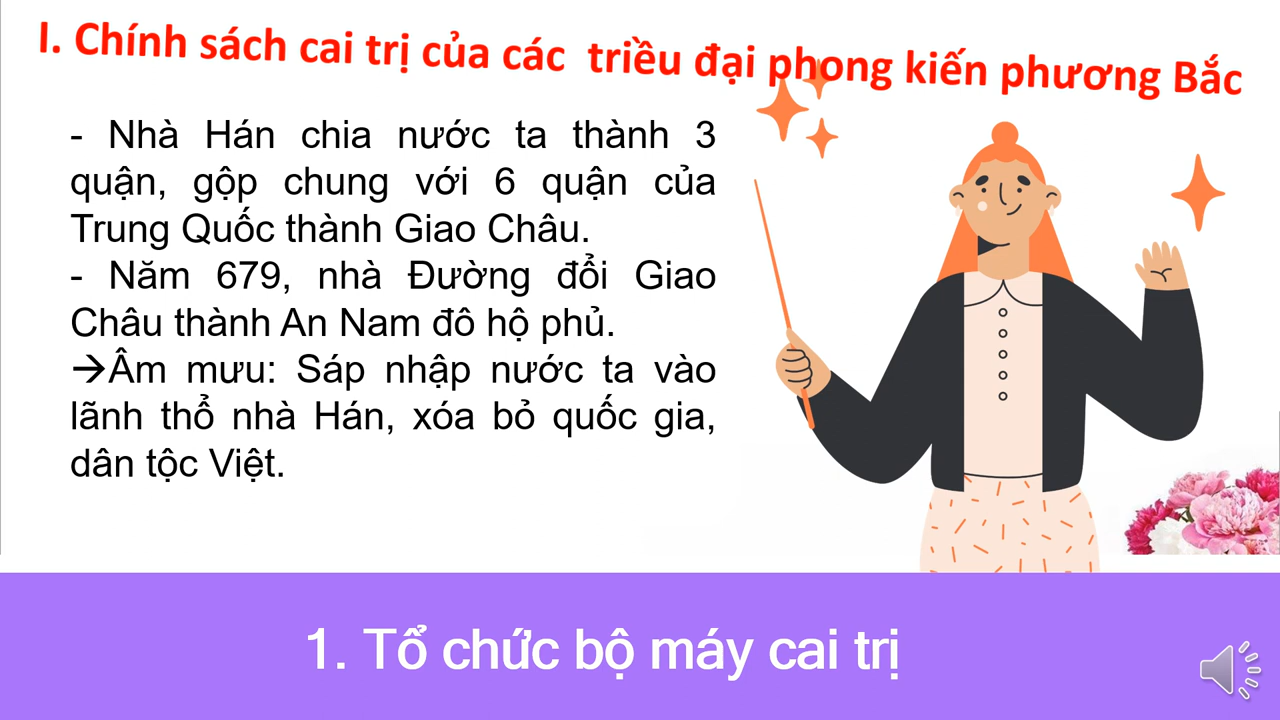 I. Chính sách cai trị của các triều đại phong kiến phương Bắc
- Nhà Hán chia nước ta thành 3
quận, gộp chung với 6 quận của
Trung Quốc thành Giao Châu.
- Năm 679, nhà Đường đổi Giao
Châu thành An Nam đô hộ phủ.
→Âm mưu: Sáp nhập nước ta vào
lãnh thổ nhà Hán, xóa bỏ quốc gia,
dân tộc Việt.
1. Tổ chức bộ máy cai trị